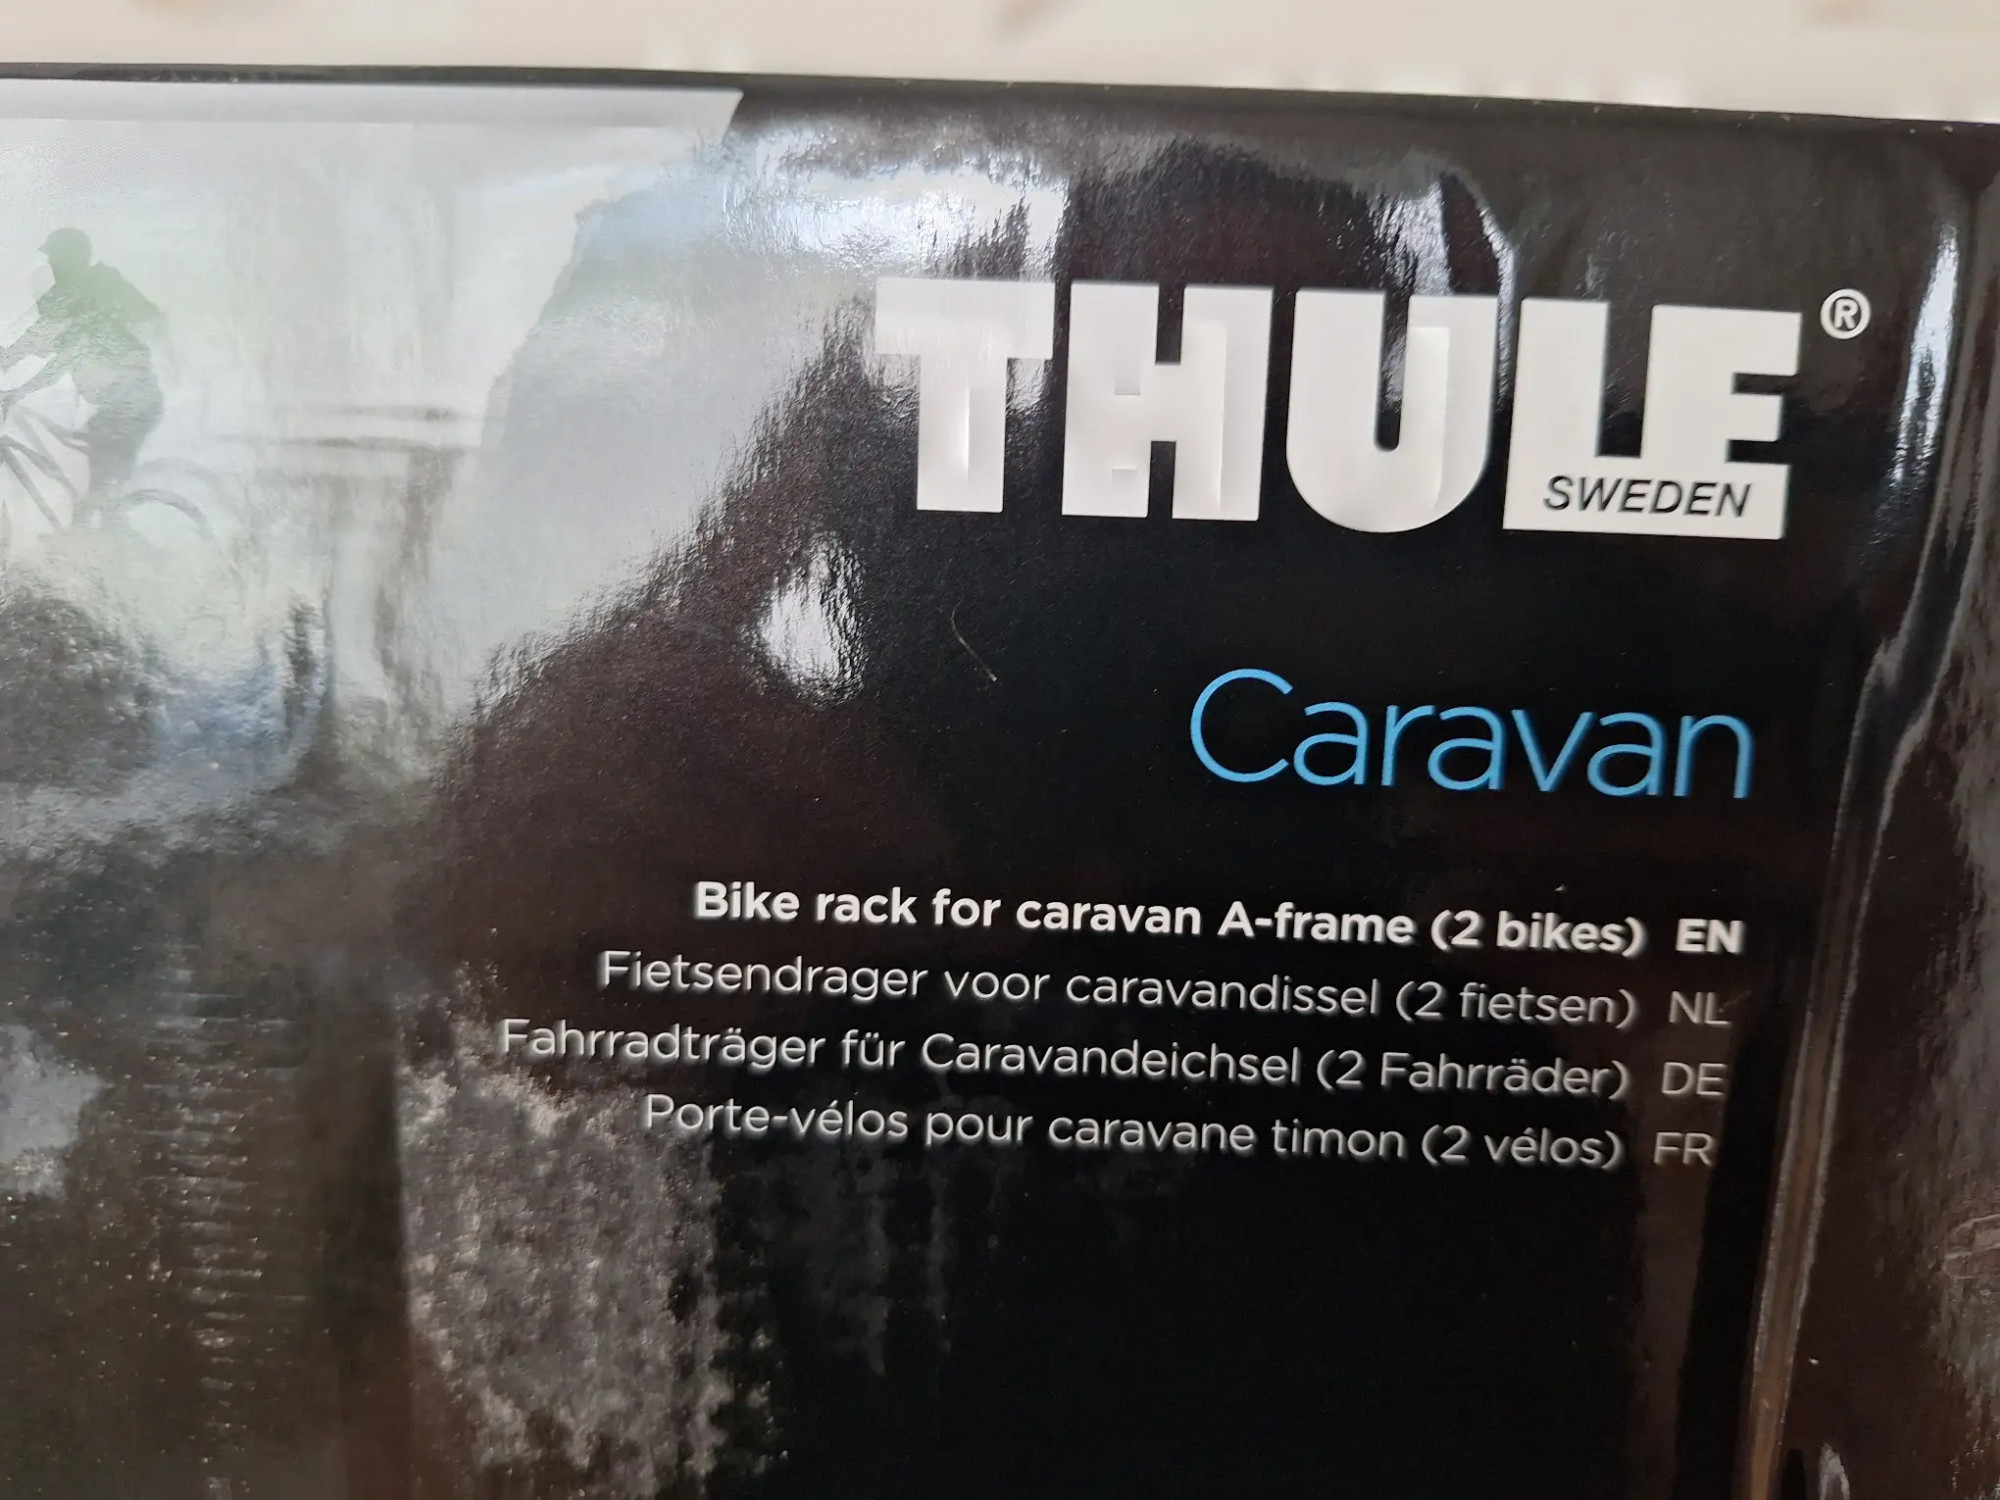 THULE®
SWEDEN
Caravan
Bike rack for caravan A-frame (2 bikes) EN
Fietsendrager voor caravandissel (2 fietsen) NL
Fahrradträger für Caravandeichsel (2 Fahrräder) DE
Porte-vélos pour caravane timon (2 vélos) FR